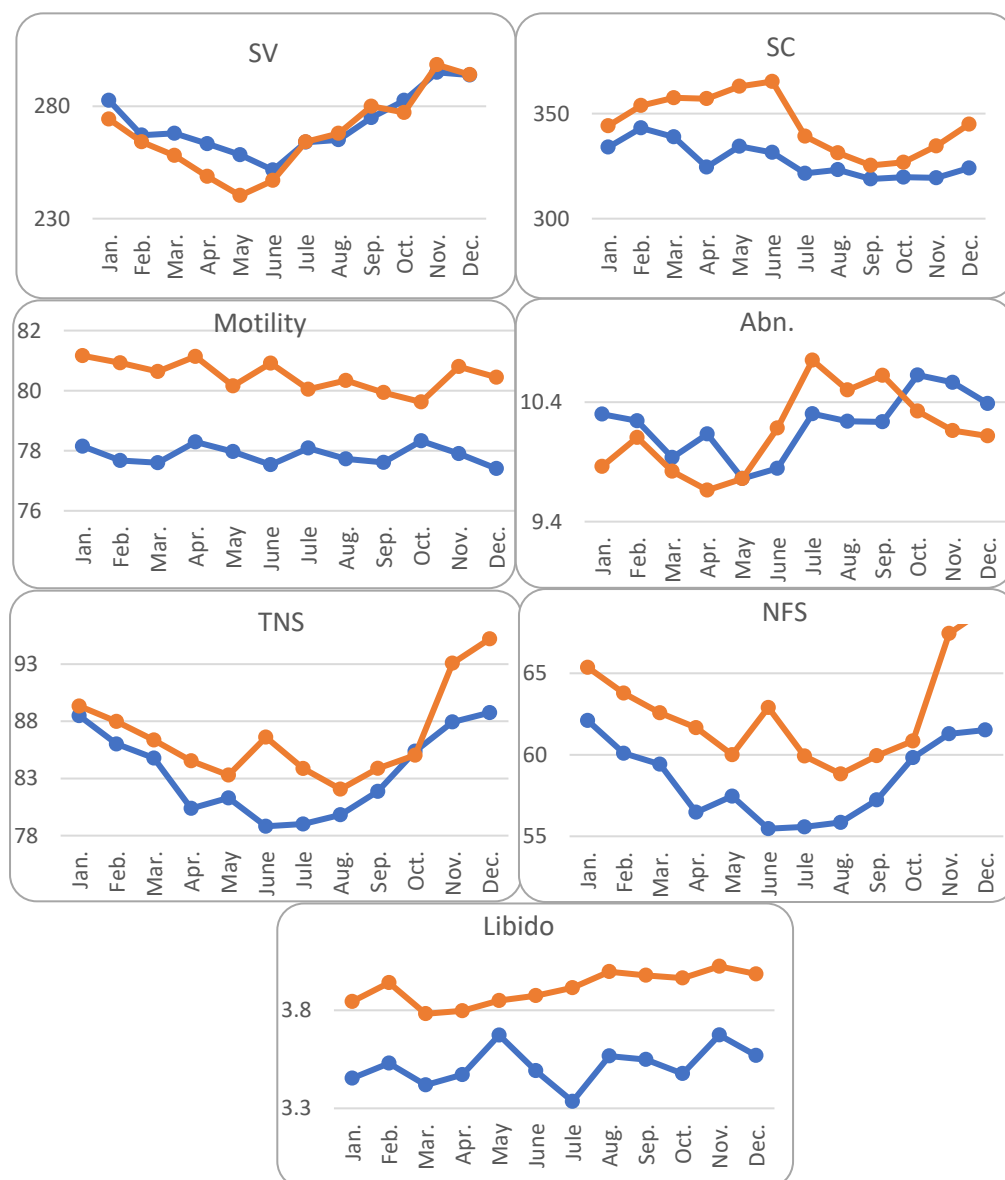 SV
280
230
Jan.
Feb.
Mar.
Apr.
May
June
Jule
Aug.
Sep.
Oct.
Nov.
Dec.
SC
350
300
Jan.
Feb.
Mar.
Apr.
May
June
Jule
Aug.
Sep.
Oct.
Nov.
Dec.
Motility
82
80
78
76
Jan.
Feb.
Mar.
Apr.
May
June
Jule
Aug.
Sep.
Oct.
Nov.
Dec.
Abn.
10.4
9.4
Jan.
Feb.
Mar.
Apr.
May
June
Jule
Aug.
Sep.
Oct.
Nov.
Dec.
TNS
93
88
83
78
Jan.
Feb.
Mar.
Apr.
May
June
Jule
Aug.
Sep.
Oct.
Nov.
Dec.
NFS
65
60
55
Jan.
Feb.
Mar.
Apr.
May
June
Jule
Aug.
Sep.
Oct.
Nov.
Dec.
Libido
3.8
3.3
Jan.
Feb.
Mar.
Apr.
May
June
Jule
Aug.
Sep.
Oct.
Nov.
Dec.